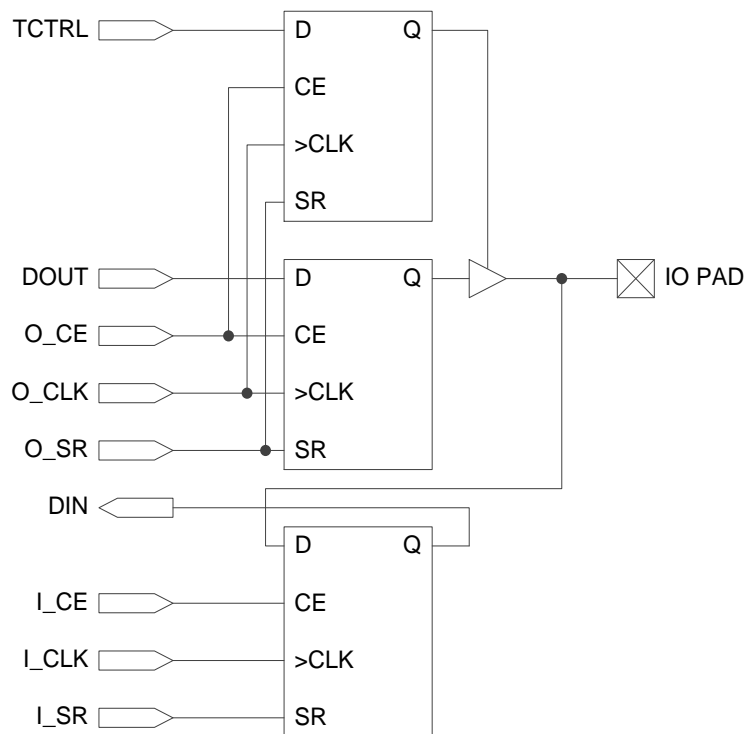 TCTRL D Q
CE
>CLK
SR
DOUT D Q IO PAD
O_CE CE
O_CLK >CLK
O_SR SR
DIN
D Q
I_CE CE
I_CLK >CLK
I_SR SR